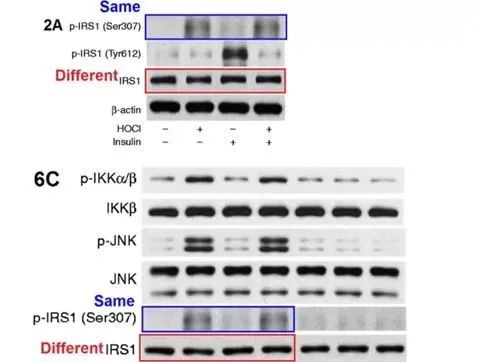 Same
2A p-IRS1 (Ser307)
p-IRS1 (Tyr612)
Different IRS1
β-actin
HOCl – + – +
Insulin – – + +
6C p-IKKα/β
IKKβ
p-JNK
JNK
Same
p-IRS1 (Ser307)
Different IRS1